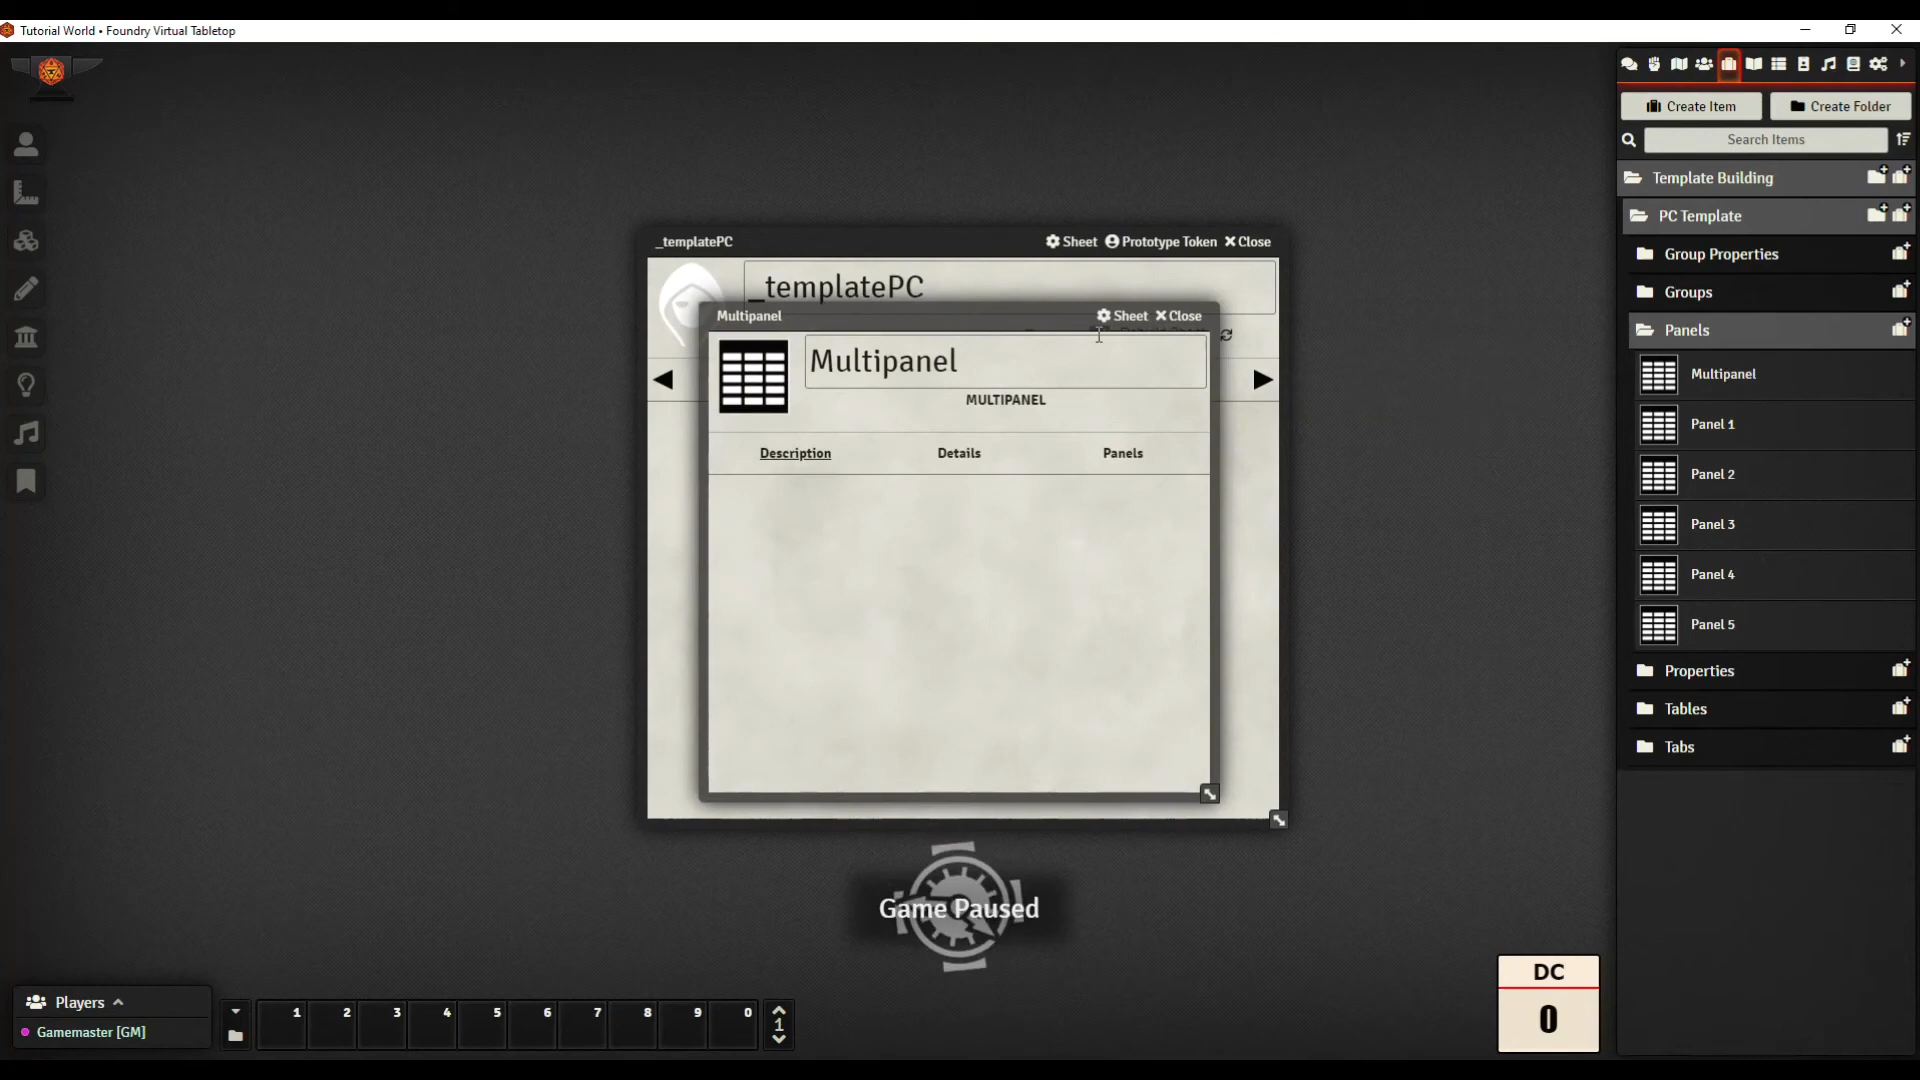 Tutorial World • Foundry Virtual Tabletop
Create Item
Create Folder
Search Items
Template Building
PC Template
Group Properties
Groups
Panels
Multipanel
Panel 1
Panel 2
Panel 3
Panel 4
Panel 5
Properties
Tables
Tabs
_templatePC
Sheet
Prototype Token
Close
_templatePC
Multipanel
Sheet
Close
Multipanel
MULTIPANEL
Description
Details
Panels
Game Paused
Players
Gamemaster [GM]
1
2
3
4
5
6
7
8
9
0
1
DC
0